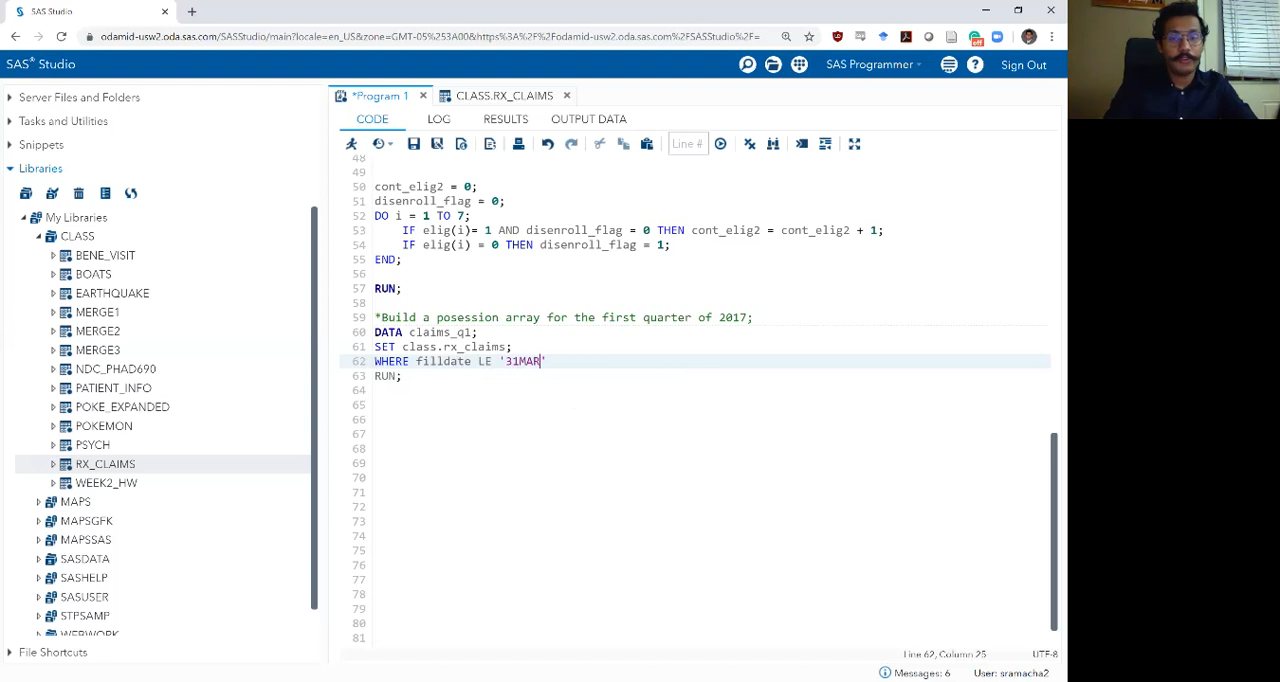 SAS Studio
odamid-usw2.oda.sas.com/SASStudio/main?locale=en_US&zone=GMT-05%253A00&https%3A%2F%2Fodamid-usw2.oda.sas.com%2FSASStudio%2F=
SAS® Studio
SAS Programmer
Sign Out
Server Files and Folders
Tasks and Utilities
Snippets
Libraries
My Libraries
CLASS
BENE_VISIT
BOATS
EARTHQUAKE
MERGE1
MERGE2
MERGE3
NDC_PHAD690
PATIENT_INFO
POKE_EXPANDED
POKEMON
PSYCH
RX_CLAIMS
WEEK2_HW
MAPS
MAPSGFK
MAPSSAS
SASDATA
SASHELP
SASUSER
STPSAMP
WEBWORK
File Shortcuts
*Program 1
CLASS.RX_CLAIMS
CODE
LOG
RESULTS
OUTPUT DATA
Line #
48
49
50 cont_elig2 = 0;
51 disenroll_flag = 0;
52 DO i = 1 TO 7;
53 IF elig(i)= 1 AND disenroll_flag = 0 THEN cont_elig2 = cont_elig2 + 1;
54 IF elig(i) = 0 THEN disenroll_flag = 1;
55 END;
56
57 RUN;
58
59 *Build a posession array for the first quarter of 2017;
60 DATA claims_q1;
61 SET class.rx_claims;
62 WHERE filldate LE '31MAR'
63 RUN;
64
65
66
67
68
69
70
71
72
73
74
75
76
77
78
79
80
81
Line 62, Column 25
UTF-8
Messages: 6
User: sramacha2